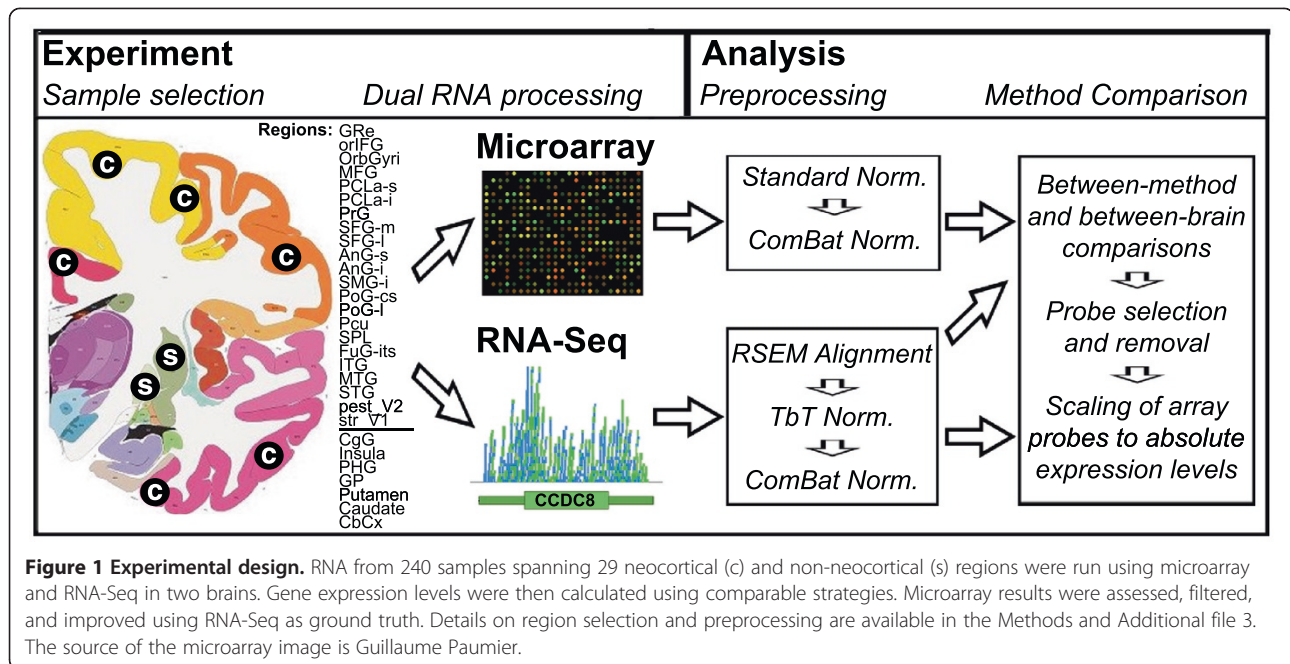 Experiment
Analysis
Sample selection
Dual RNA processing
Preprocessing
Method Comparison
Regions:
GRe
orIFG
OrbGyri
MFG
PCLa-s
PCLa-i
PrG
SFG-m
SFG-l
AnG-s
AnG-i
SMG-i
PoG-cs
PoG-l
Pcu
SPL
FuG-its
ITG
MTG
STG
pest_V2
str_V1
CgG
Insula
PHG
GP
Putamen
Caudate
CbCx
C
C
C
C
S
S
C
C
Microarray
RNA-Seq
CCDC8
Standard Norm.
ComBat Norm.
RSEM Alignment
TbT Norm.
ComBat Norm.
Between-method
and between-brain
comparisons
Probe selection
and removal
Scaling of array
probes to absolute
expression levels
Figure 1 Experimental design. RNA from 240 samples spanning 29 neocortical (c) and non-neocortical (s) regions were run using microarray
and RNA-Seq in two brains. Gene expression levels were then calculated using comparable strategies. Microarray results were assessed, filtered,
and improved using RNA-Seq as ground truth. Details on region selection and preprocessing are available in the Methods and Additional file 3.
The source of the microarray image is Guillaume Paumier.